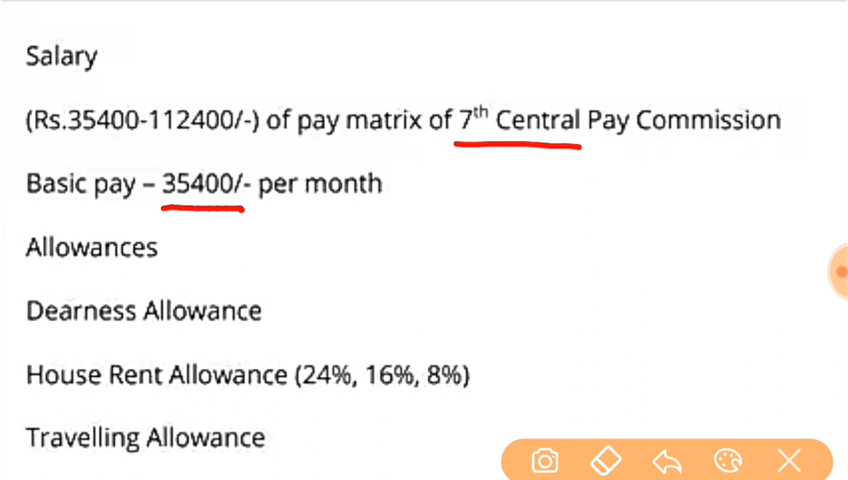 Salary
(Rs.35400-112400/-) of pay matrix of 7th Central Pay Commission
Basic pay – 35400/- per month
Allowances
Dearness Allowance
House Rent Allowance (24%, 16%, 8%)
Travelling Allowance